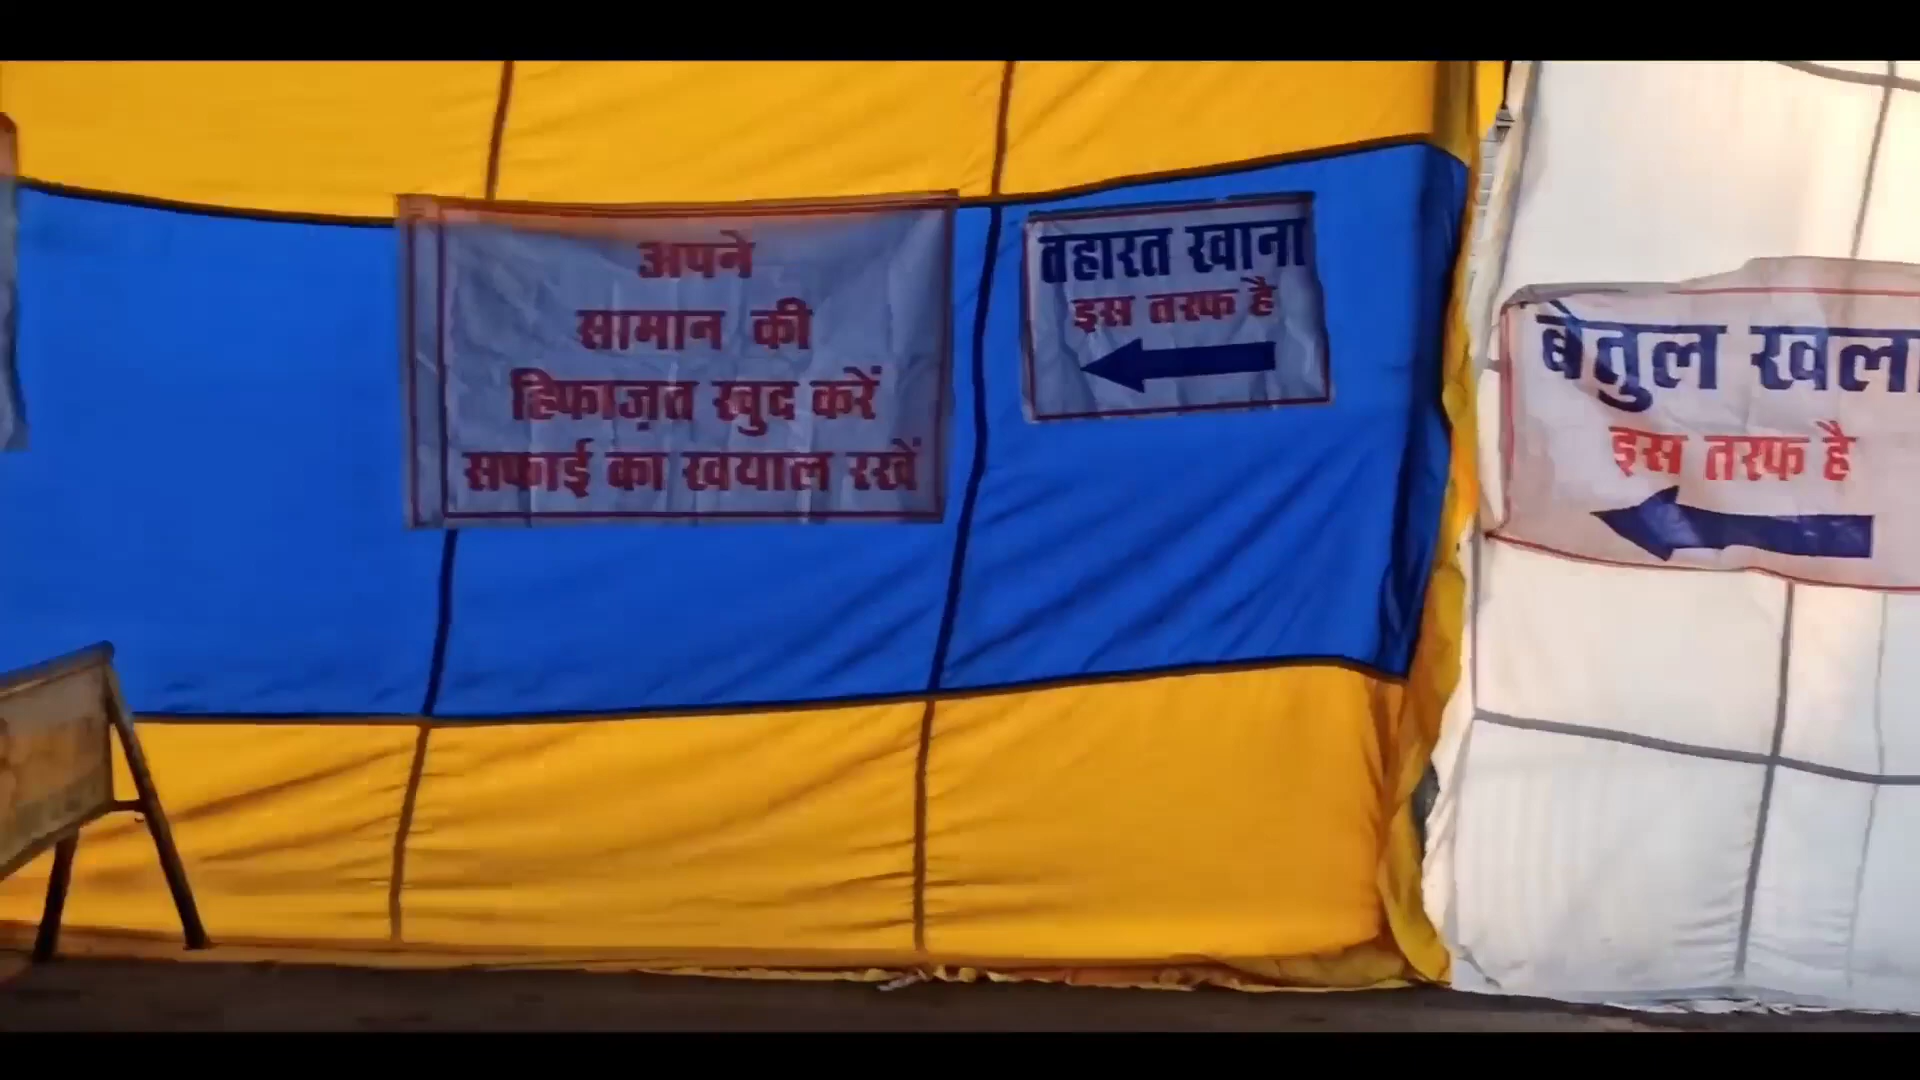 अपने
सामान की
हिफाज़त खुद करें
सफाई का खयाल रखें
तहारत खाना
इस तरफ है
बैतुल खला
इस तरफ है